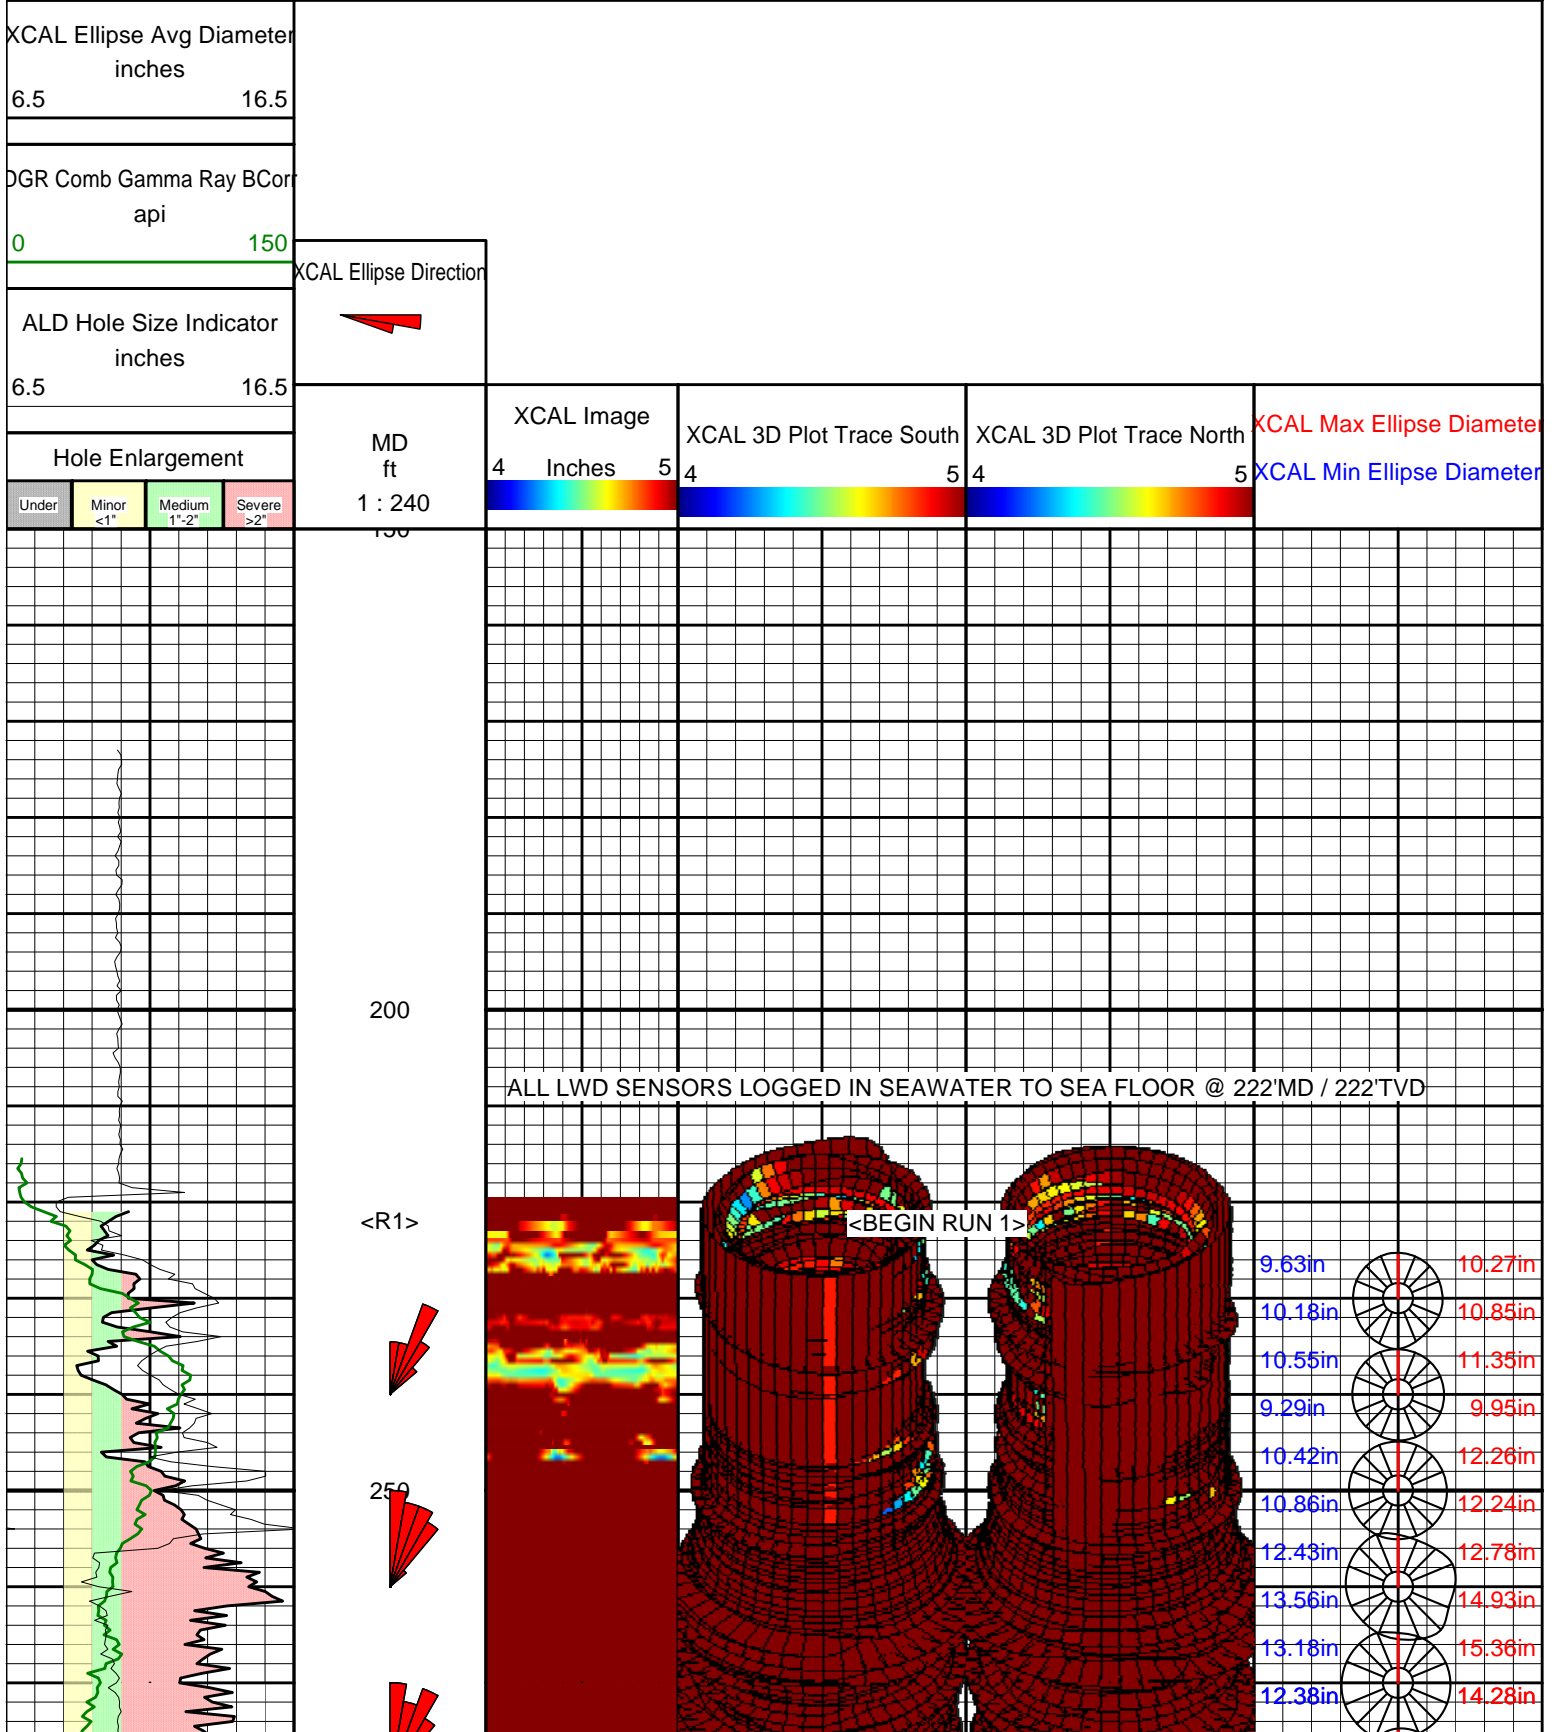 XCAL Ellipse Avg Diameter
inches
6.5 16.5
DGR Comb Gamma Ray BCorr
api
0 150
XCAL Ellipse Direction
ALD Hole Size Indicator
inches
6.5 16.5
Hole Enlargement
Under
Minor
<1"
Medium
1"-2"
Severe
>2"
MD
ft
1 : 240
XCAL Image
4 Inches 5
XCAL 3D Plot Trace South
4 5
XCAL 3D Plot Trace North
4 5
XCAL Max Ellipse Diameter
XCAL Min Ellipse Diameter
150
200
ALL LWD SENSORS LOGGED IN SEAWATER TO SEA FLOOR @ 222'MD / 222'TVD
<R1>
<BEGIN RUN 1>
9.63in 10.27in
10.18in 10.85in
10.55in 11.35in
9.29in 9.95in
10.42in 12.26in
250
10.86in 12.24in
12.43in 12.78in
13.56in 14.93in
13.18in 15.36in
12.38in 14.28in